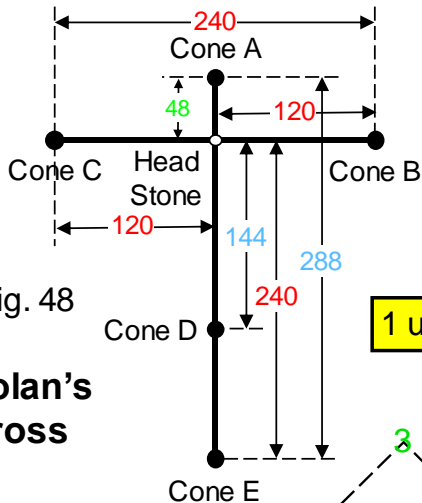 240
Cone A
48
120
Cone C
Head
Stone
Cone B
120
144
288
240
ig. 48
Cone D
1 u
olan's
ross
3
Cone E